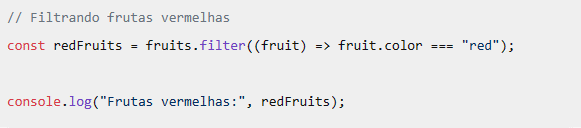 // Filtrando frutas vermelhas
const redFruits = fruits.filter((fruit) => fruit.color === "red");
console.log("Frutas vermelhas:", redFruits);